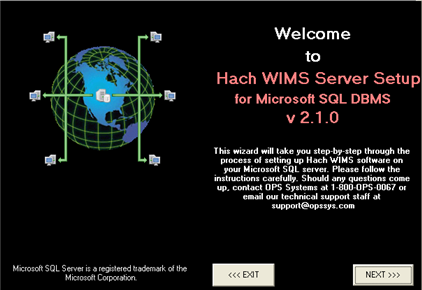 Welcome
to
Hach WIMS Server Setup
for Microsoft SQL DBMS
v 2.1.0
This wizard will take you step-by-step through the
process of setting up Hach WIMS software on
your Microsoft SQL server. Please follow the
instructions carefully. Should any questions come
up, contact OPS Systems at 1-800-OPS-0067 or
email our technical support staff at
support@opssys.com
Microsoft SQL Server is a registered trademark of the
Microsoft Corporation.
<<< EXIT
NEXT >>>